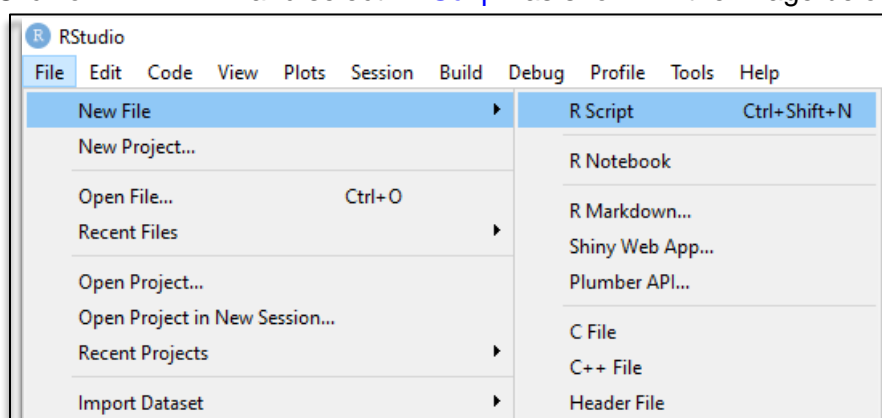 RStudio
File Edit Code View Plots Session Build Debug Profile Tools Help
New File R Script Ctrl+Shift+N
New Project... R Notebook
Open File... Ctrl+O R Markdown...
Recent Files Shiny Web App...
Open Project... Plumber API...
Open Project in New Session... C File
Recent Projects C++ File
Import Dataset Header File